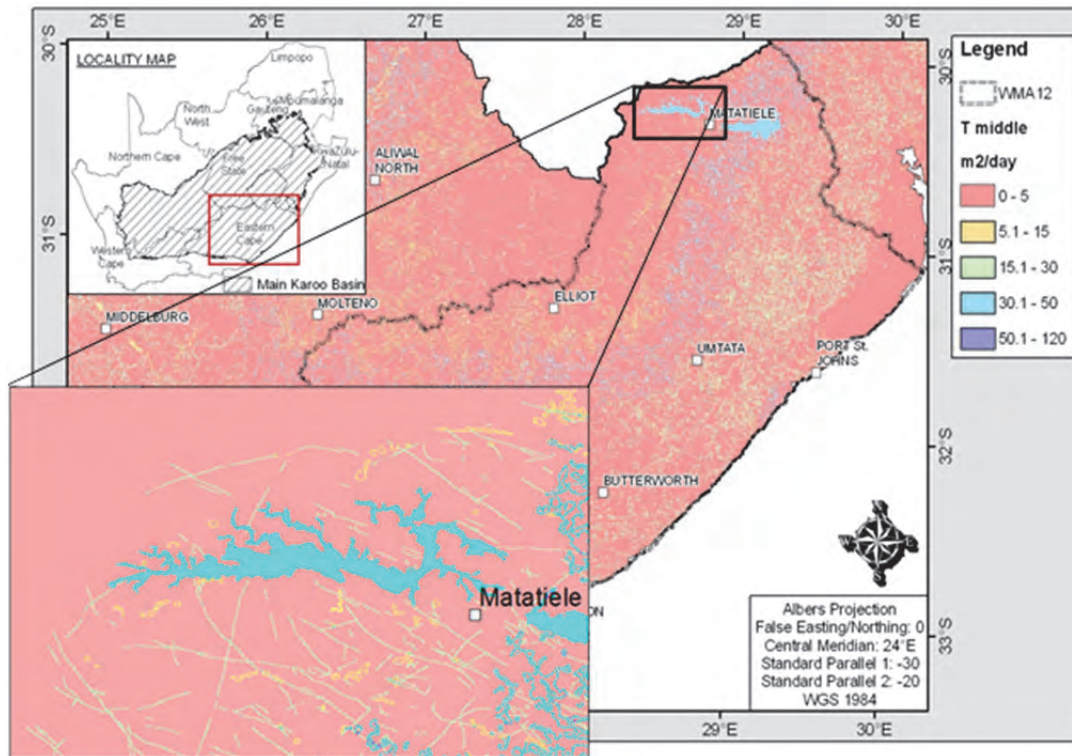 25°E 26°E 27°E 28°E 29°E 30°E
30°S
31°S
LOCALITY MAP
Limpopo
Mpumalanga
Gauteng
North
West
KwaZulu-
Natal
Northern Cape
Free
State
Eastern
Cape
Western
Cape
Main Karoo Basin
ALIWAL
NORTH
MATATIELE
MIDDELBURG
MOLTENO
ELLIOT
UMTATA
PORT St.
JOHNS
BUTTERWORTH
ON
Matatiele
30°S
31°S
32°S
33°S
Legend
WMA12
T middle
m2/day
0 - 5
5.1 - 15
15.1 - 30
30.1 - 50
50.1 - 120
Albers Projection
False Easting/Northing: 0
Central Meridian: 24°E
Standard Parallel 1: -30
Standard Parallel 2: -20
WGS 1984
29°E 30°E